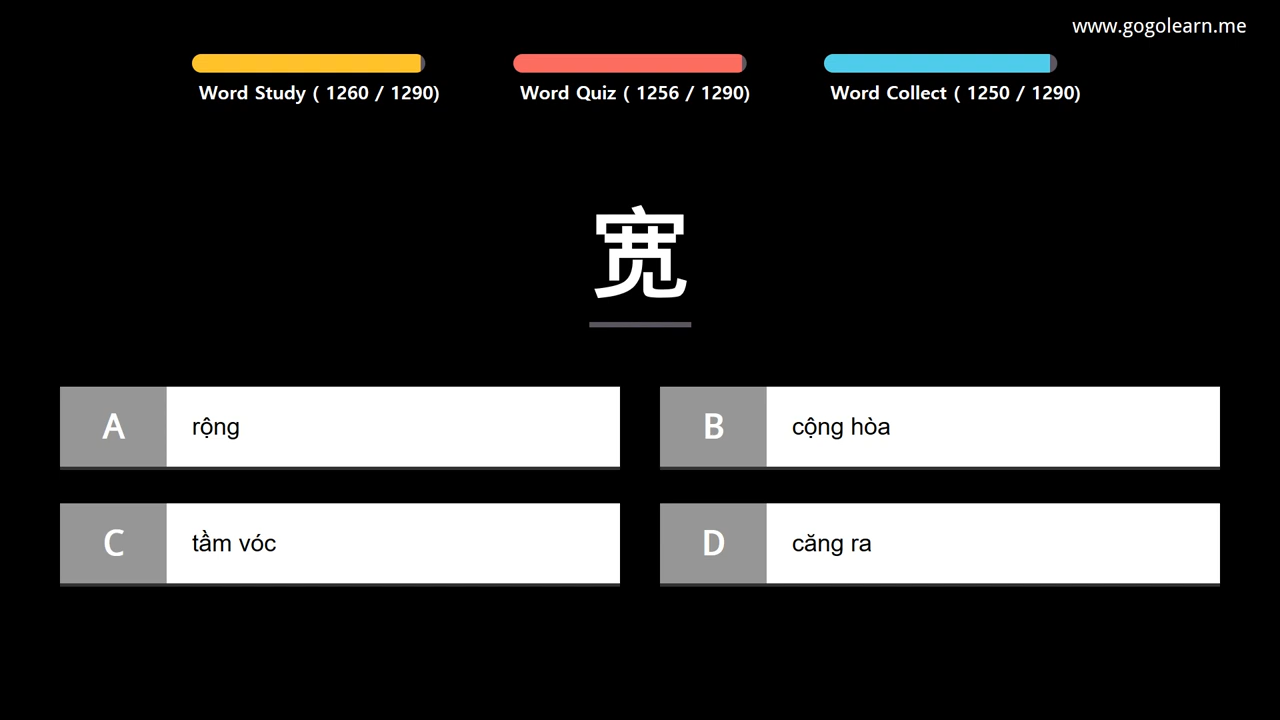 www.gogolearn.me
Word Study ( 1260 / 1290)
Word Quiz ( 1256 / 1290)
Word Collect ( 1250 / 1290)
宽
A rộng
B cộng hòa
C tầm vóc
D căng ra